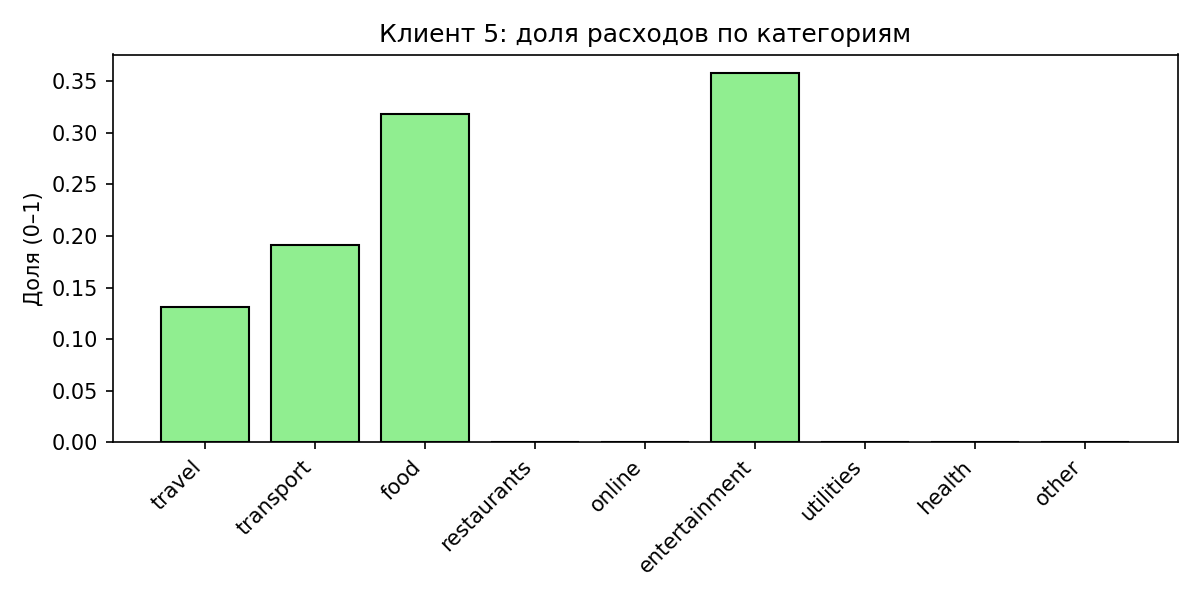 Клиент 5: доля расходов по категориям
Доля (0–1)
0.35
0.30
0.25
0.20
0.15
0.10
0.05
0.00
travel
transport
food
restaurants
online
entertainment
utilities
health
other